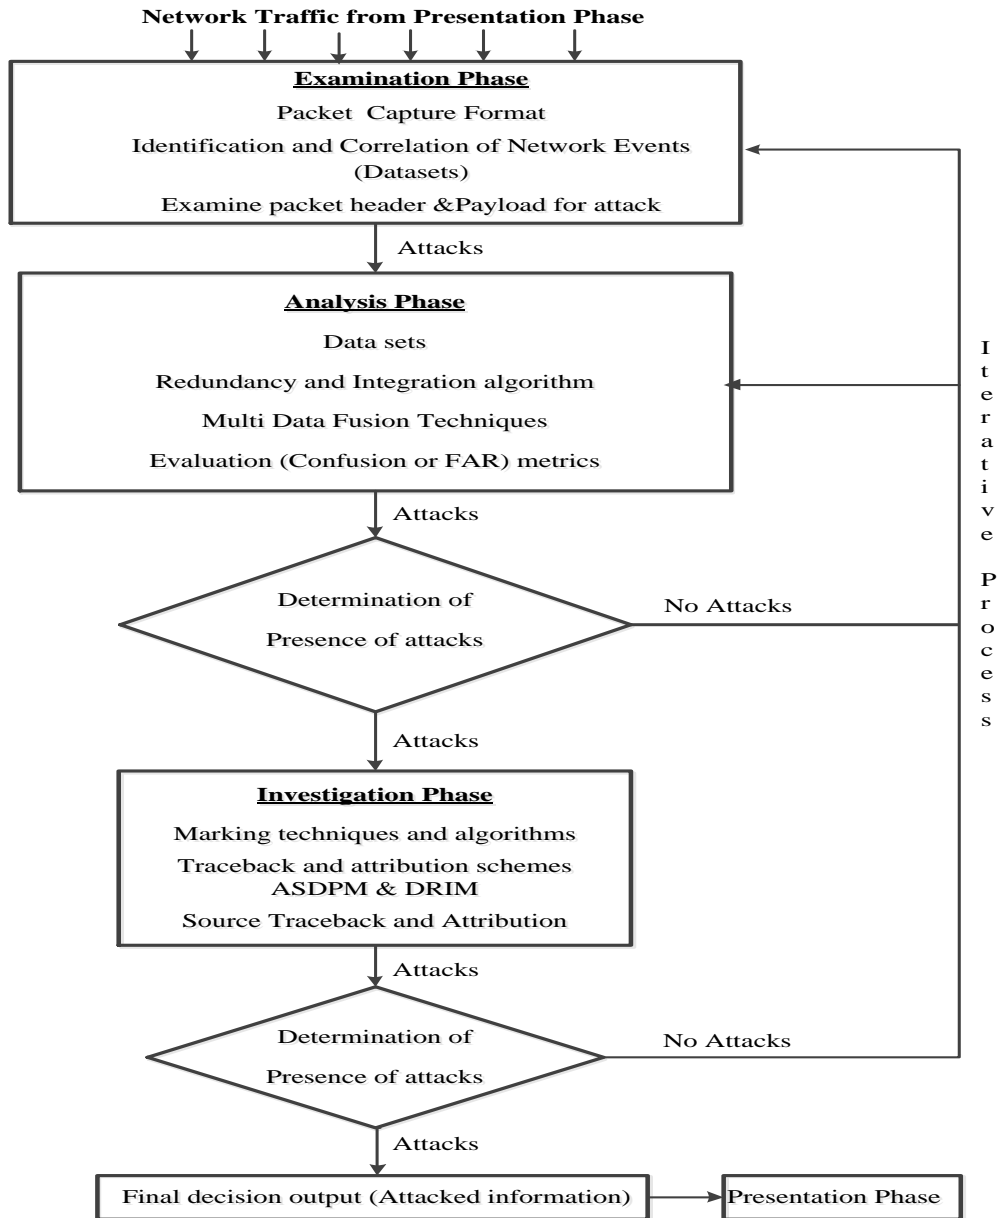 Network Traffic from Presentation Phase
Examination Phase
Packet Capture Format
Identification and Correlation of Network Events
(Datasets)
Examine packet header &Payload for attack
Attacks
Analysis Phase
Data sets
Redundancy and Integration algorithm
Multi Data Fusion Techniques
Evaluation (Confusion or FAR) metrics
Attacks
Determination of
Presence of attacks
No Attacks
Iterative Process
Attacks
Investigation Phase
Marking techniques and algorithms
Traceback and attribution schemes
ASDPM & DRIM
Source Traceback and Attribution
Attacks
Determination of
Presence of attacks
No Attacks
Attacks
Final decision output (Attacked information)
Presentation Phase